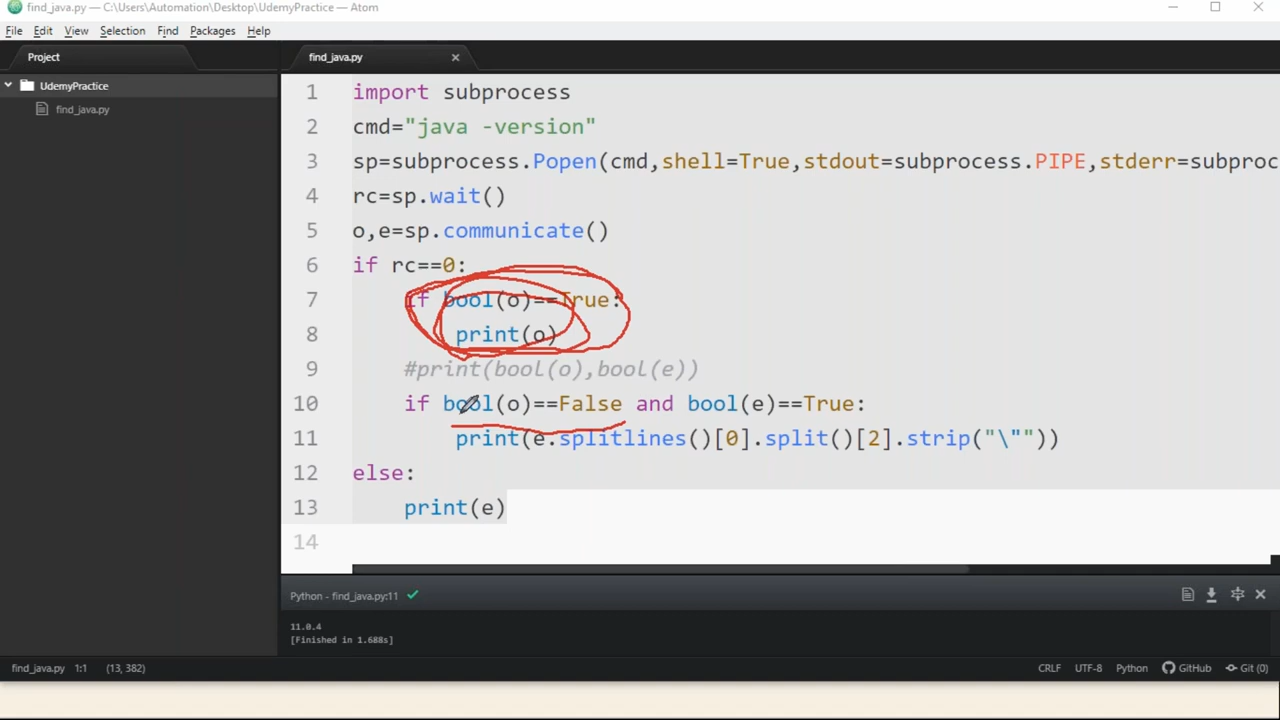 find_java.py — C:\Users\Automation\Desktop\UdemyPractice — Atom
File Edit View Selection Find Packages Help
Project
find_java.py
UdemyPractice
find_java.py
1 import subprocess
2 cmd="java -version"
3 sp=subprocess.Popen(cmd,shell=True,stdout=subprocess.PIPE,stderr=subproc
4 rc=sp.wait()
5 o,e=sp.communicate()
6 if rc==0:
7 if bool(o)==True:
8 print(o)
9 #print(bool(o),bool(e))
10 if bool(o)==False and bool(e)==True:
11 print(e.splitlines()[0].split()[2].strip("\""))
12 else:
13 print(e)
14
Python - find_java.py:11
11.0.4
[Finished in 1.688s]
find_java.py 1:1 (13, 382) CRLF UTF-8 Python GitHub Git (0)